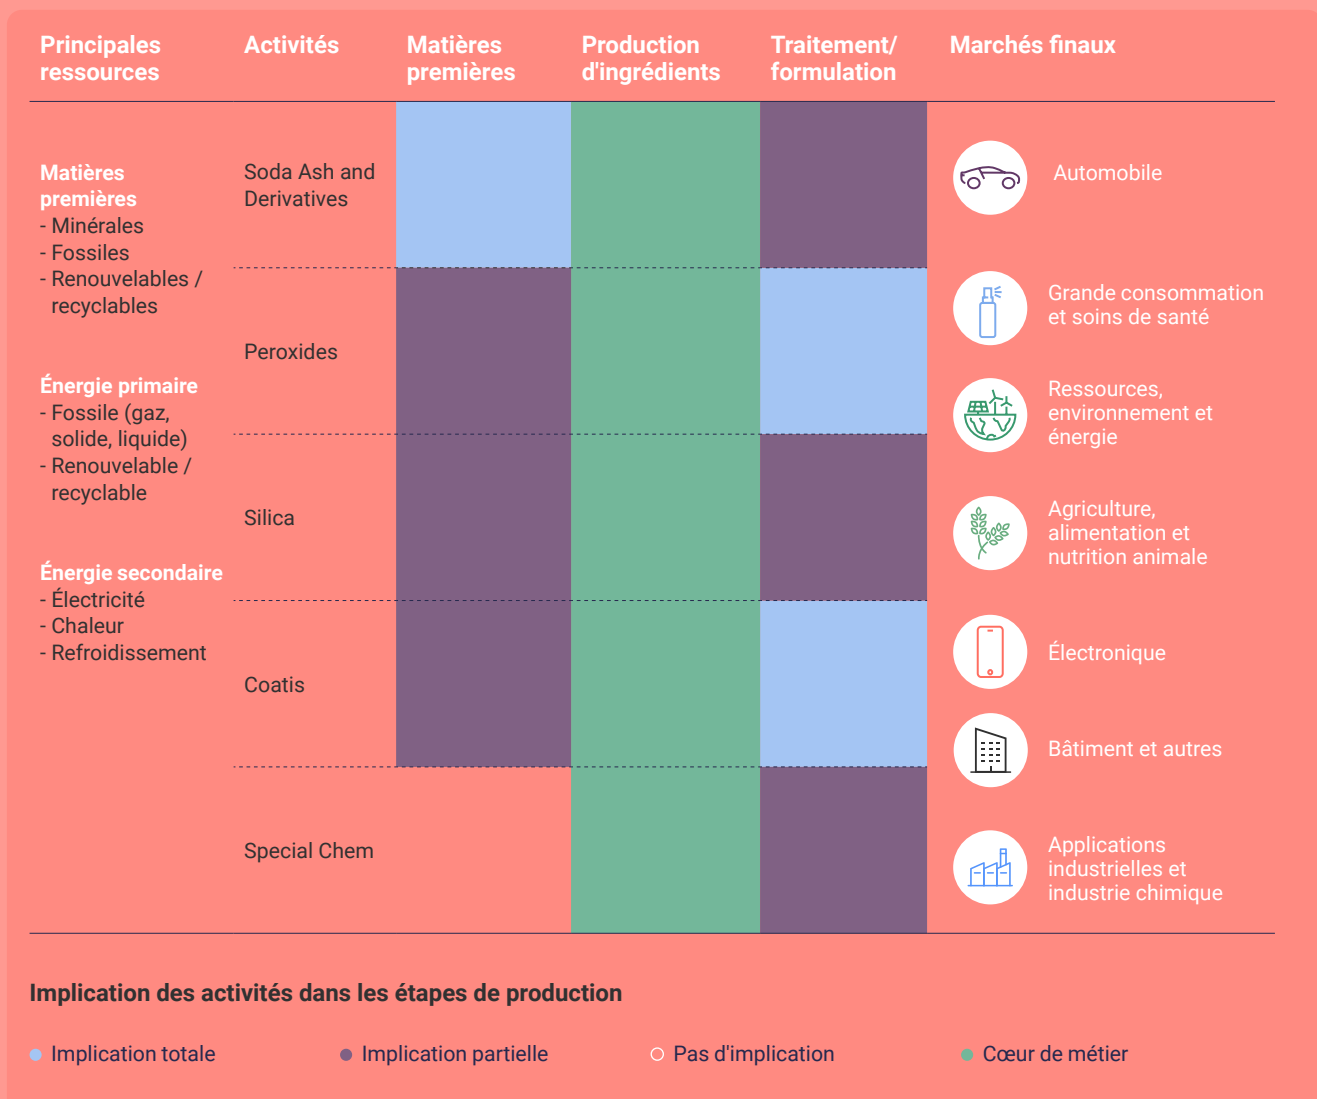 Principales
ressources
Activités
Matières
premières
Production
d'ingrédients
Traitement/
formulation
Marchés finaux
Matières
premières
- Minérales
- Fossiles
- Renouvelables /
recyclables
Énergie primaire
- Fossile (gaz,
solide, liquide)
- Renouvelable /
recyclable
Énergie secondaire
- Électricité
- Chaleur
- Refroidissement
Soda Ash and
Derivatives
Peroxides
Silica
Coatis
Special Chem
Automobile
Grande consommation
et soins de santé
Ressources,
environnement et
énergie
Agriculture,
alimentation et
nutrition animale
Électronique
Bâtiment et autres
Applications
industrielles et
industrie chimique
Implication des activités dans les étapes de production
Implication totale
Implication partielle
Pas d'implication
Cœur de métier